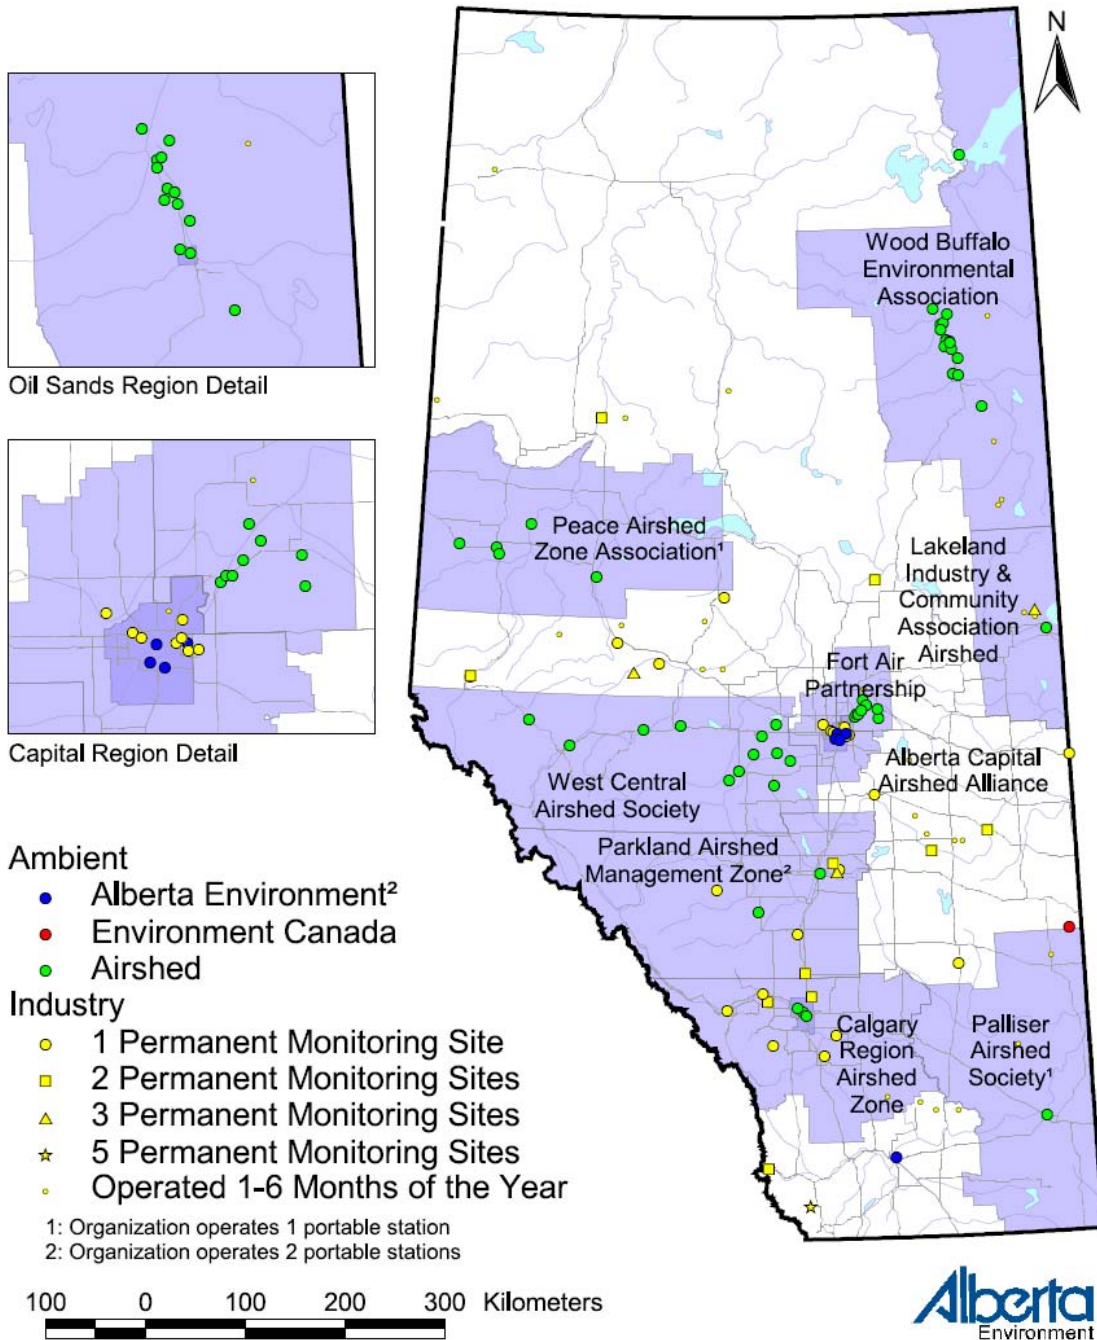 N
Oil Sands Region Detail
Capital Region Detail
Wood Buffalo
Environmental
Association
Peace Airshed
Zone Association¹
Lakeland
Industry &
Community
Association
Airshed
Fort Air
Partnership
West Central
Airshed Society
Alberta Capital
Airshed Alliance
Parkland Airshed
Management Zone²
Calgary
Region
Airshed
Zone
Palliser
Airshed
Society¹
Ambient
Alberta Environment²
Environment Canada
Airshed
Industry
1 Permanent Monitoring Site
2 Permanent Monitoring Sites
3 Permanent Monitoring Sites
5 Permanent Monitoring Sites
Operated 1-6 Months of the Year
1: Organization operates 1 portable station
2: Organization operates 2 portable stations
100 0 100 200 300 Kilometers
Alberta
Environment